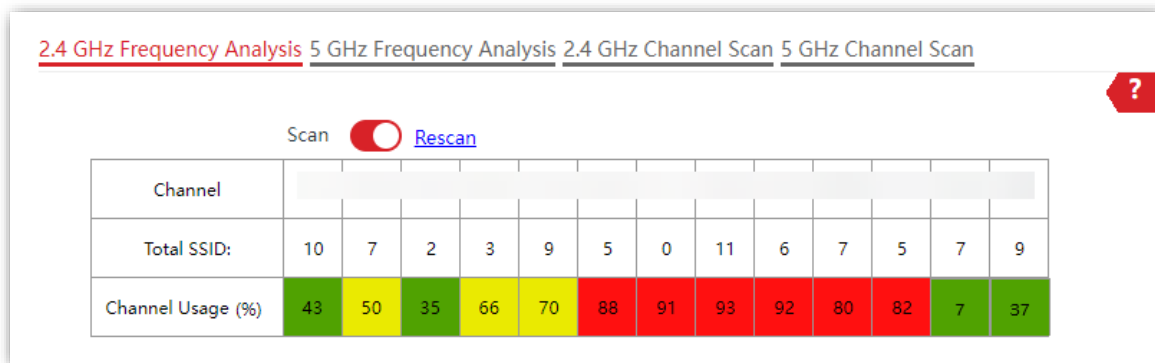 2.4 GHz Frequency Analysis 5 GHz Frequency Analysis 2.4 GHz Channel Scan 5 GHz Channel Scan
?
Scan Rescan
Channel
Total SSID: 10 7 2 3 9 5 0 11 6 7 5 7 9
Channel Usage (%) 43 50 35 66 70 88 91 93 92 80 82 7 37